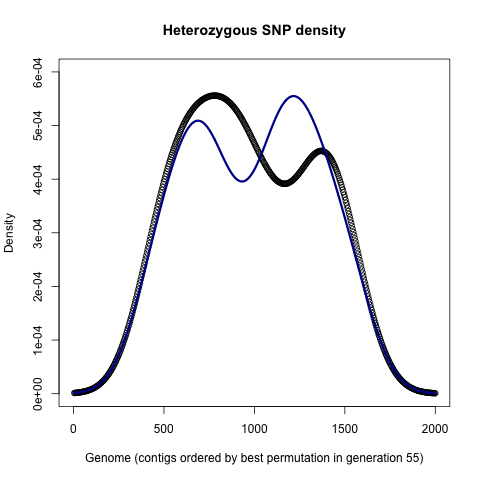 Heterozygous SNP density
6e-04
5e-04
4e-04
3e-04
2e-04
1e-04
0e+00
Density
0 500 1000 1500 2000
Genome (contigs ordered by best permutation in generation 55)